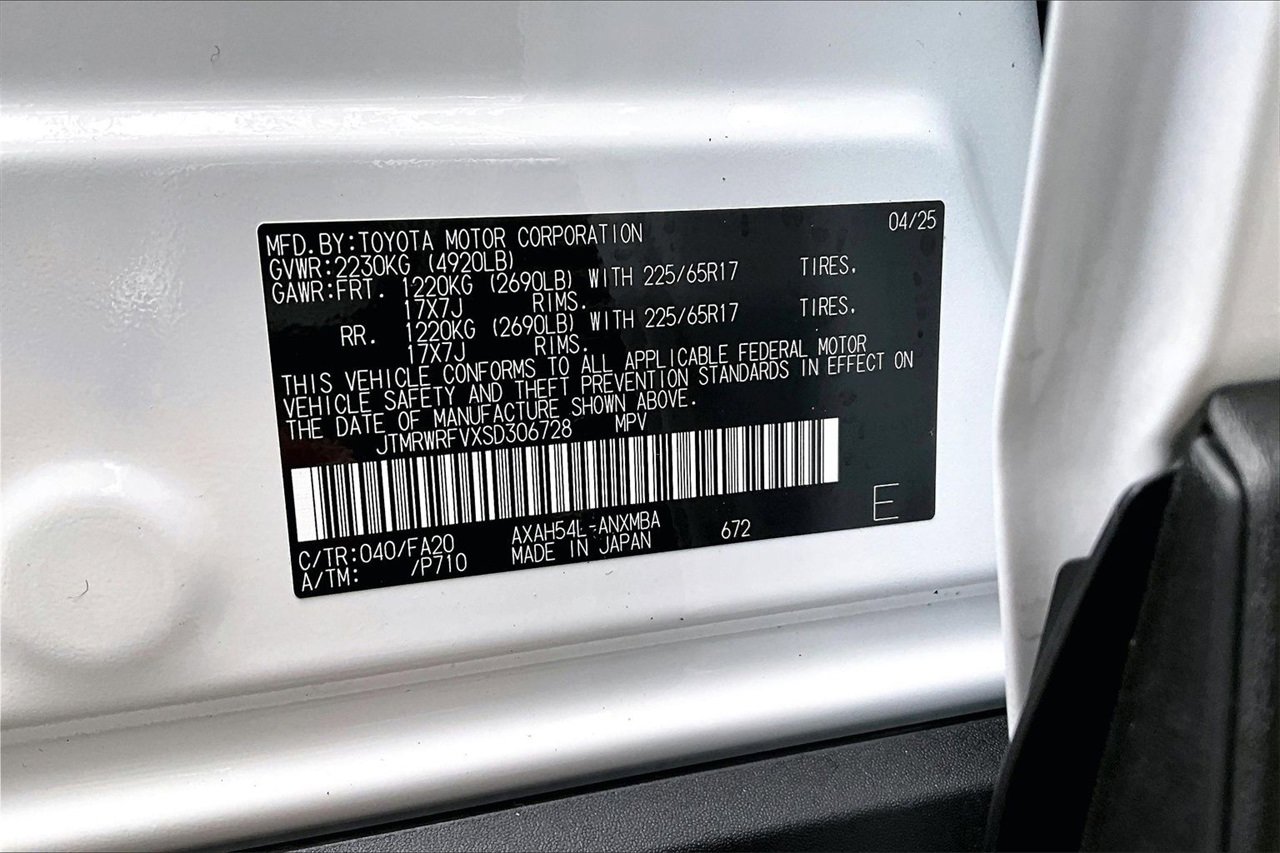 04/25
MFD.BY:TOYOTA MOTOR CORPORATION
GVWR:2230KG (4920LB)
GAWR:FRT. 1220KG (2690LB) WITH 225/65R17 TIRES.
17X7J RIMS.
RR. 1220KG (2690LB) WITH 225/65R17 TIRES.
17X7J RIMS.
THIS VEHICLE CONFORMS TO ALL APPLICABLE FEDERAL MOTOR
VEHICLE SAFETY AND THEFT PREVENTION STANDARDS IN EFFECT ON
THE DATE OF MANUFACTURE SHOWN ABOVE.
JTMRWRFVXSD306728 MPV
C/TR:040/FA20 AXAH54L-ANXMBA 672 E
A/TM: /P710 MADE IN JAPAN